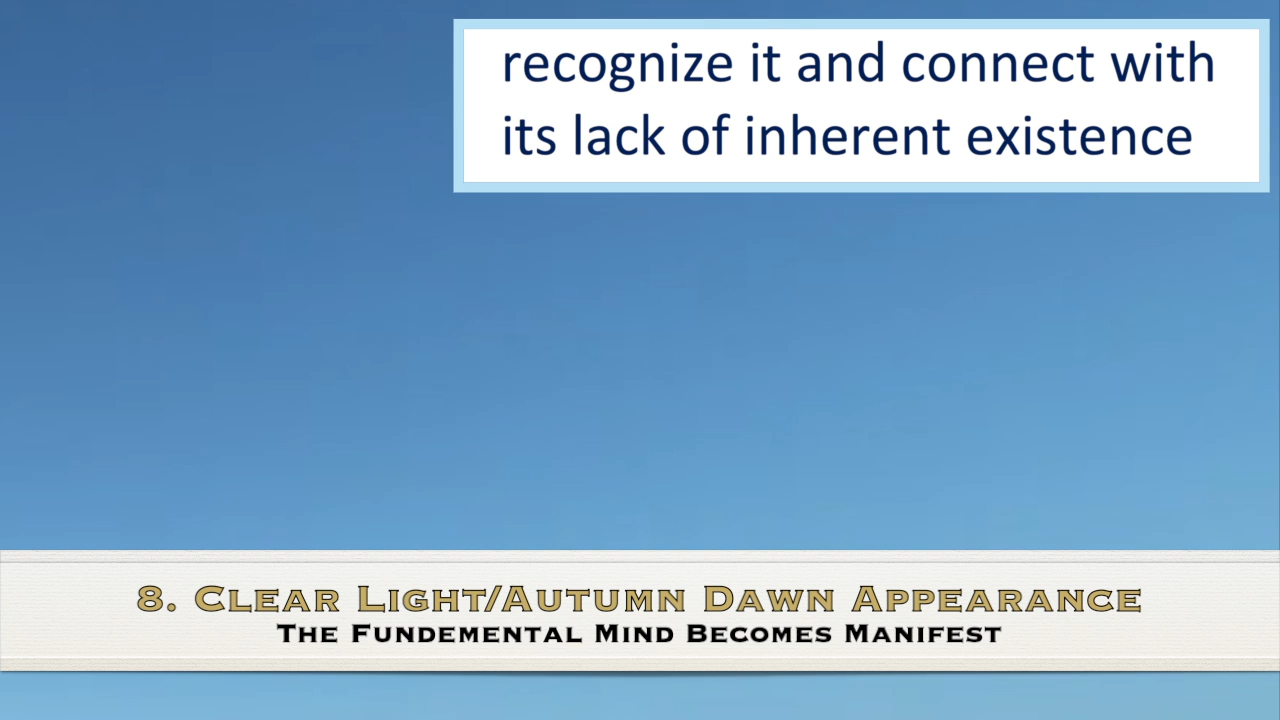 recognize it and connect with
its lack of inherent existence
8. Clear Light/Autumn Dawn Appearance
The Fundemental Mind Becomes Manifest